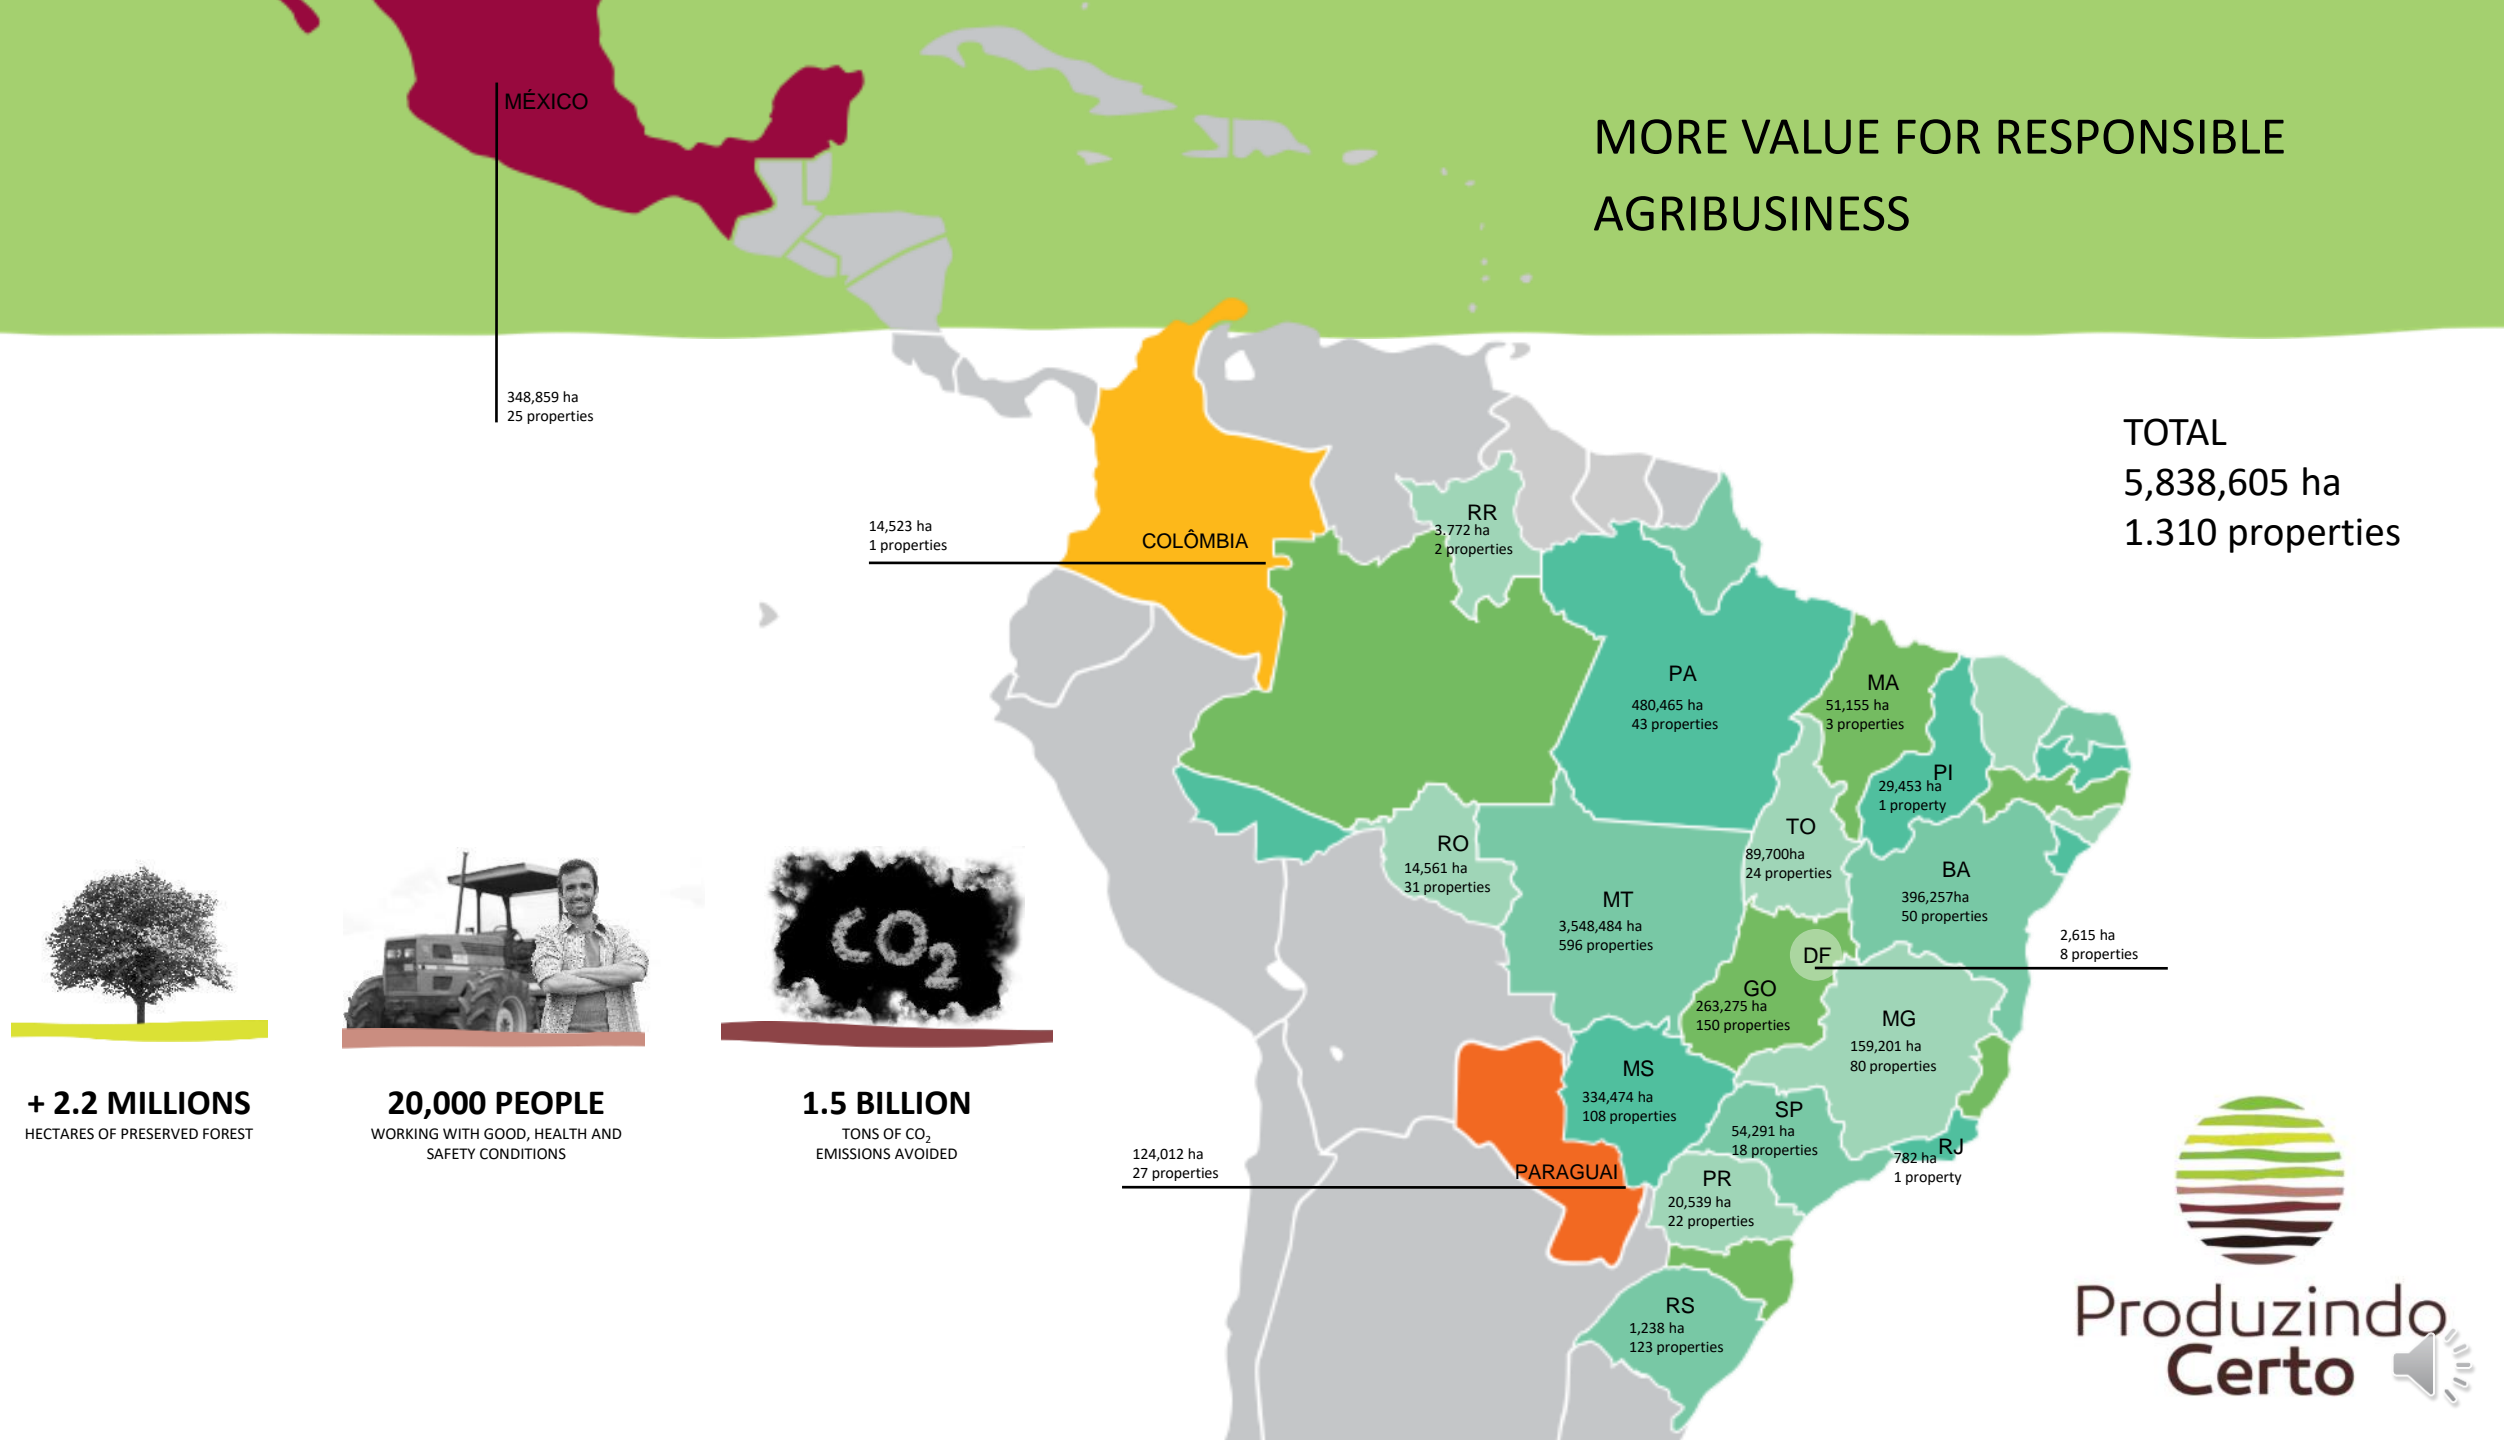 MÉXICO
MORE VALUE FOR RESPONSIBLE
AGRIBUSINESS
348,859 ha
25 properties
TOTAL
5,838,605 ha
1.310 properties
14,523 ha
1 properties
COLÔMBIA
RR
3.772 ha
2 properties
PA
480,465 ha
43 properties
MA
51,155 ha
3 properties
PI
29,453 ha
1 property
TO
89,700ha
24 properties
RO
14,561 ha
31 properties
BA
396,257ha
50 properties
MT
3,548,484 ha
596 properties
DF
2,615 ha
8 properties
GO
263,275 ha
150 properties
MG
159,201 ha
80 properties
MS
334,474 ha
108 properties
SP
54,291 ha
18 properties
RJ
782 ha
1 property
124,012 ha
27 properties
PARAGUAI
PR
20,539 ha
22 properties
RS
1,238 ha
123 properties
CO2
+ 2.2 MILLIONS
HECTARES OF PRESERVED FOREST
20,000 PEOPLE
WORKING WITH GOOD, HEALTH AND
SAFETY CONDITIONS
1.5 BILLION
TONS OF CO2
EMISSIONS AVOIDED
Produzindo
Certo